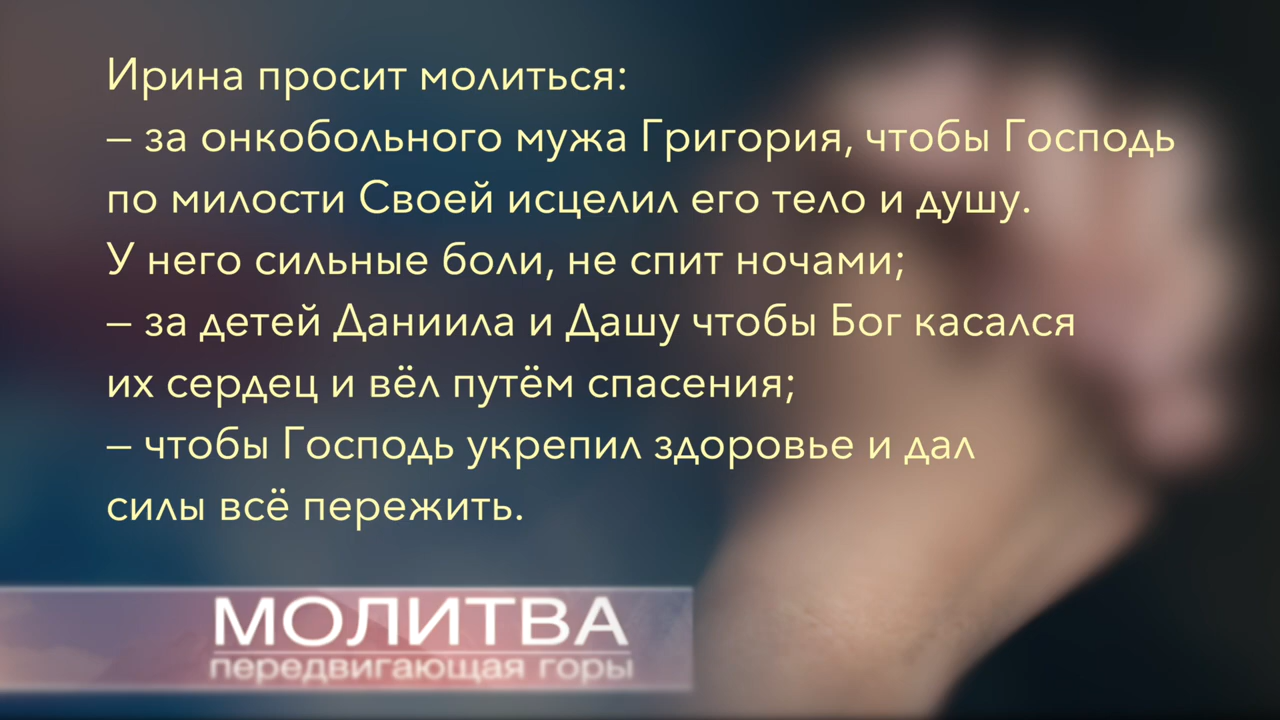 Ирина просит молиться:
– за онкобольного мужа Григория, чтобы Господь
по милости Своей исцелил его тело и душу.
У него сильные боли, не спит ночами;
– за детей Даниила и Дашу чтобы Бог касался
их сердец и вёл путём спасения;
– чтобы Господь укрепил здоровье и дал
силы всё пережить.
МОЛИТВА
передвигающая горы